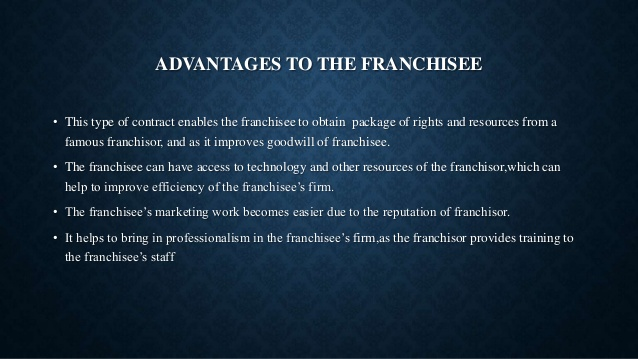 ADVANTAGES TO THE FRANCHISEE
• This type of contract enables the franchisee to obtain package of rights and resources from a
famous franchisor, and as it improves goodwill of franchisee.
• The franchisee can have access to technology and other resources of the franchisor,which can
help to improve efficiency of the franchisee’s firm.
• The franchisee’s marketing work becomes easier due to the reputation of franchisor.
• It helps to bring in professionalism in the franchisee’s firm,as the franchisor provides training to
the franchisee’s staff